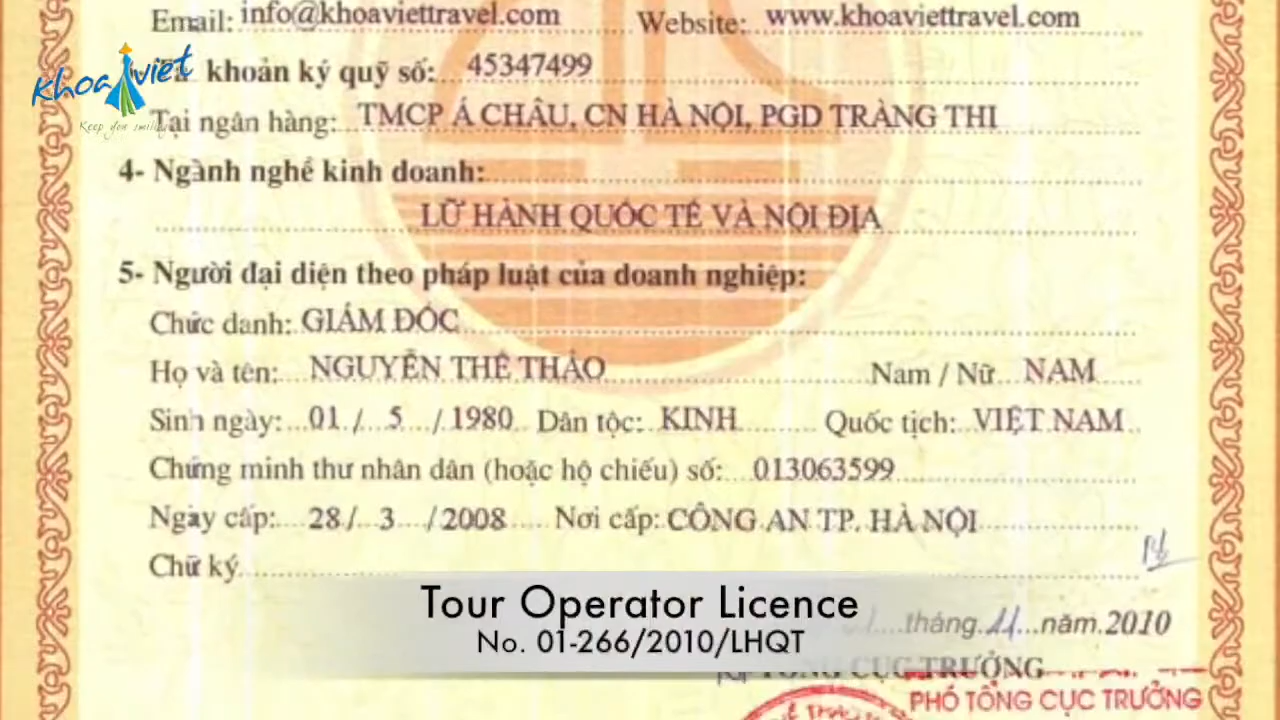 Email: info@khoaviettravel.com Website: www.khoaviettravel.com
khoa việt
khoản ký quỹ số: 45347499
Keep you smiling
Tại ngân hàng: TMCP Á CHÂU, CN HÀ NỘI, PGD TRÀNG THI
4- Ngành nghề kinh doanh:
LỮ HÀNH QUỐC TẾ VÀ NỘI ĐỊA
5- Người đại diện theo pháp luật của doanh nghiệp:
Chức danh: GIÁM ĐỐC
Họ và tên: NGUYỄN THẾ THẢO Nam / Nữ NAM
Sinh ngày: 01 / 5 / 1980 Dân tộc: KINH Quốc tịch: VIỆT NAM
Chứng minh thư nhân dân (hoặc hộ chiếu) số: 013063599
Ngày cấp: 28 / 3 / 2008 Nơi cấp: CÔNG AN TP. HÀ NỘI
Chữ ký
Tour Operator Licence
No. 01-266/2010/LHQT
tháng 11 năm 2010
TỔNG CỤC TRƯỞNG
PHÓ TỔNG CỤC TRƯỞNG